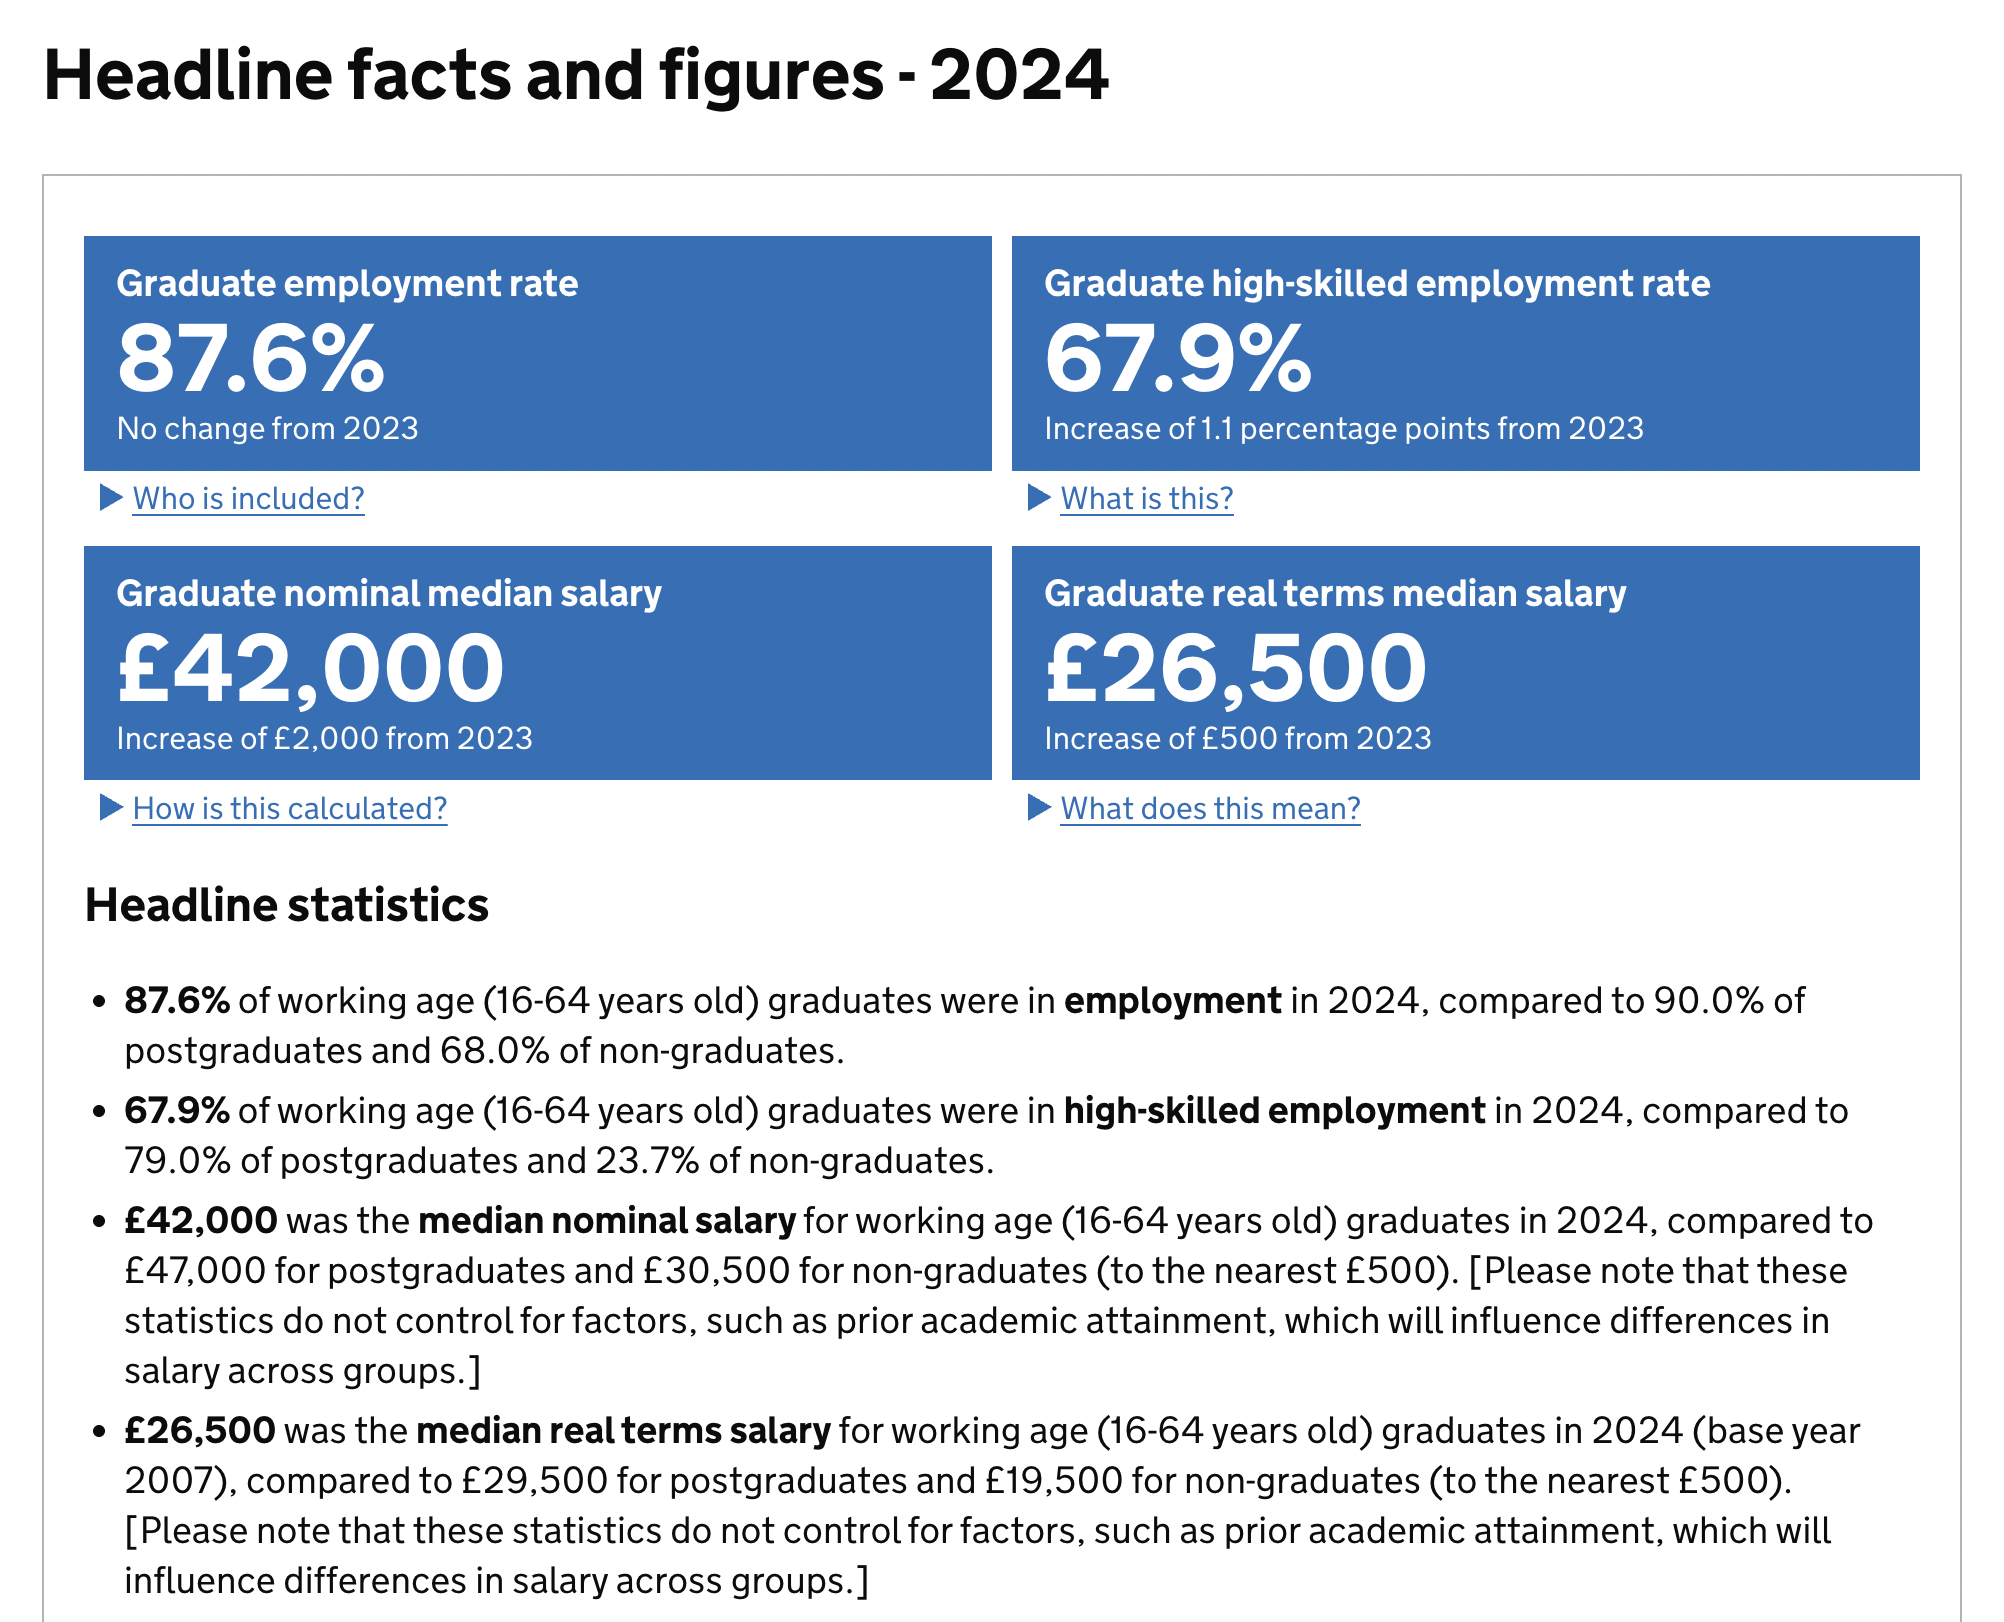 Headline facts and figures - 2024
Graduate employment rate
87.6%
No change from 2023
Who is included?
Graduate high-skilled employment rate
67.9%
Increase of 1.1 percentage points from 2023
What is this?
Graduate nominal median salary
£42,000
Increase of £2,000 from 2023
How is this calculated?
Graduate real terms median salary
£26,500
Increase of £500 from 2023
What does this mean?
Headline statistics
• 87.6% of working age (16-64 years old) graduates were in employment in 2024, compared to 90.0% of
postgraduates and 68.0% of non-graduates.
• 67.9% of working age (16-64 years old) graduates were in high-skilled employment in 2024, compared to
79.0% of postgraduates and 23.7% of non-graduates.
• £42,000 was the median nominal salary for working age (16-64 years old) graduates in 2024, compared to
£47,000 for postgraduates and £30,500 for non-graduates (to the nearest £500). [Please note that these
statistics do not control for factors, such as prior academic attainment, which will influence differences in
salary across groups.]
• £26,500 was the median real terms salary for working age (16-64 years old) graduates in 2024 (base year
2007), compared to £29,500 for postgraduates and £19,500 for non-graduates (to the nearest £500).
[Please note that these statistics do not control for factors, such as prior academic attainment, which will
influence differences in salary across groups.]